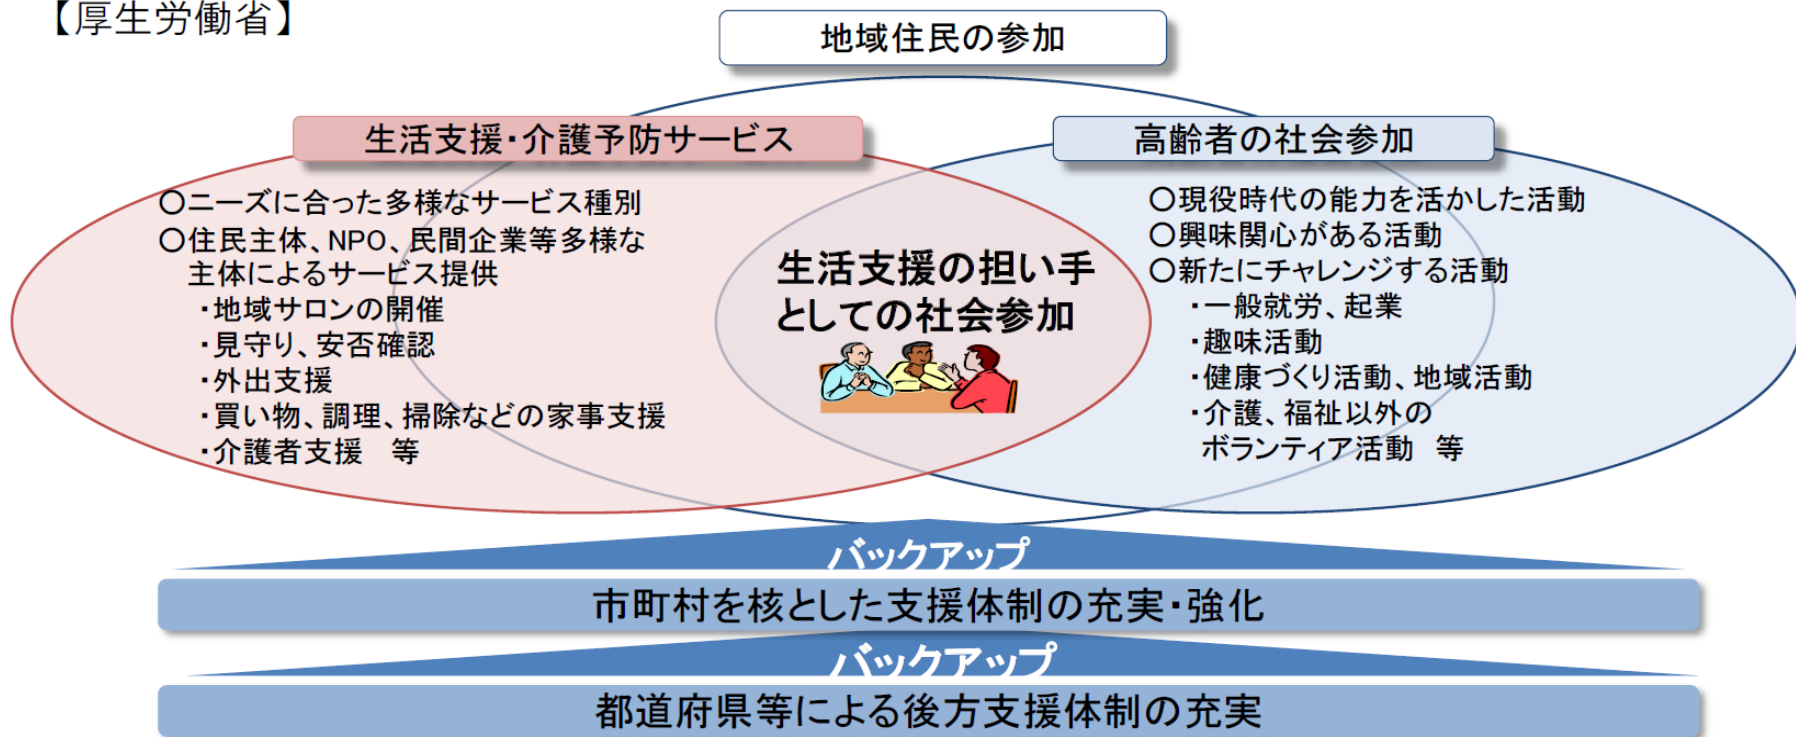 【厚生労働省】
地域住民の参加
生活支援・介護予防サービス
○ニーズに合った多様なサービス種別
○住民主体、NPO、民間企業等多様な
主体によるサービス提供
・地域サロンの開催
・見守り、安否確認
・外出支援
・買い物、調理、掃除などの家事支援
・介護者支援　等
生活支援の担い手
としての社会参加
高齢者の社会参加
○現役時代の能力を活かした活動
○興味関心がある活動
○新たにチャレンジする活動
・一般就労、起業
・趣味活動
・健康づくり活動、地域活動
・介護、福祉以外の
ボランティア活動　等
バックアップ
市町村を核とした支援体制の充実・強化
バックアップ
都道府県等による後方支援体制の充実